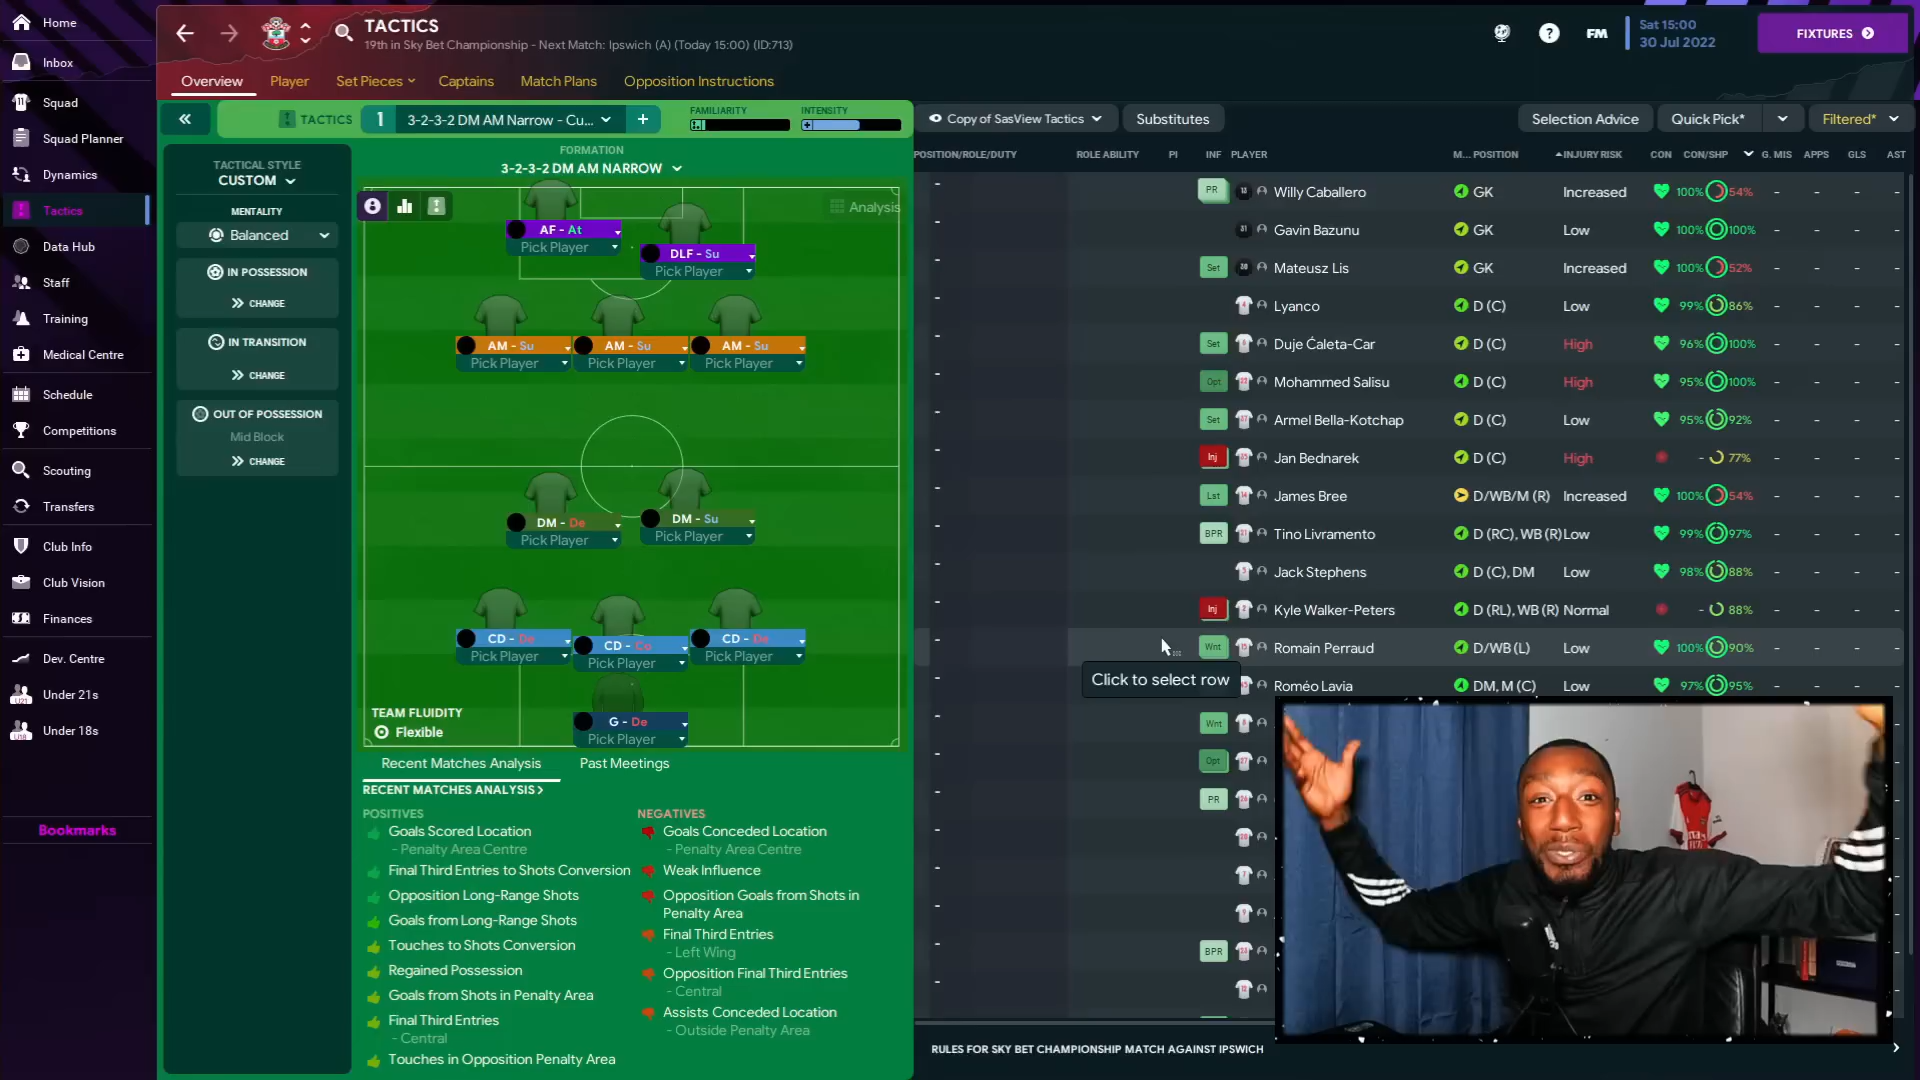 Home
Inbox
Squad
Squad Planner
Dynamics
Tactics
Data Hub
Staff
Training
Medical Centre
Schedule
Competitions
Scouting
Transfers
Club Info
Club Vision
Finances
Dev. Centre
Under 21s
Under 18s
Bookmarks
TACTICS
19th in Sky Bet Championship - Next Match: Ipswich (A) (Today 15:00) (ID:713)
FM
Sat 15:00
30 Jul 2022
FIXTURES
Overview Player Set Pieces Captains Match Plans Opposition Instructions
TACTICS 1 3-2-3-2 DM AM Narrow - Cu... + FAMILIARITY INTENSITY
TACTICAL STYLE
CUSTOM
MENTALITY
Balanced
IN POSSESSION
CHANGE
IN TRANSITION
CHANGE
OUT OF POSSESSION
Mid Block
CHANGE
FORMATION
3-2-3-2 DM AM NARROW
Analysis
AF - At
Pick Player
DLF - Su
Pick Player
AM - Su AM - Su AM - Su
Pick Player Pick Player Pick Player
DM - De DM - Su
Pick Player Pick Player
CD - De CD - Co CD - De
Pick Player Pick Player Pick Player
G - De
Pick Player
TEAM FLUIDITY
Flexible
Recent Matches Analysis Past Meetings
RECENT MATCHES ANALYSIS >
POSITIVES
Goals Scored Location
- Penalty Area Centre
Final Third Entries to Shots Conversion
Opposition Long-Range Shots
Goals from Long-Range Shots
Touches to Shots Conversion
Regained Possession
Goals from Shots in Penalty Area
Final Third Entries
- Central
Touches in Opposition Penalty Area
NEGATIVES
Goals Conceded Location
- Penalty Area Centre
Weak Influence
Opposition Goals from Shots in
Penalty Area
Final Third Entries
- Left Wing
Opposition Final Third Entries
- Central
Assists Conceded Location
- Outside Penalty Area
Copy of SasView Tactics Substitutes Selection Advice Quick Pick* Filtered*
POSITION/ROLE/DUTY ROLE ABILITY PI INF PLAYER M... POSITION INJURY RISK CON CON/SHP G. MIS APPS GLS AST
- PR Willy Caballero GK Increased 100% 54% - - - -
- Gavin Bazunu GK Low 100% 100% - - - -
- Set Mateusz Lis GK Increased 100% 52% - - - -
- Lyanco D (C) Low 99% 86% - - - -
- Set Duje Ćaleta-Car D (C) High 96% 100% - - - -
- Opt Mohammed Salisu D (C) High 95% 100% - - - -
- Set Armel Bella-Kotchap D (C) Low 95% 92% - - - -
- Inj Jan Bednarek D (C) High - 77% - - - -
- Lst James Bree D/WB/M (R) Increased 100% 54% - - - -
- BPR Tino Livramento D (RC), WB (R) Low 99% 97% - - - -
- Jack Stephens D (C), DM Low 98% 88% - - - -
- Inj Kyle Walker-Peters D (RL), WB (R) Normal - 88% - - - -
- Wnt Romain Perraud D/WB (L) Low 100% 90% - - - -
Click to select row
- Roméo Lavia DM, M (C) Low 97% 95% - - - -
- Wnt
- Opt
- PR
-
-
-
- BPR
-
RULES FOR SKY BET CHAMPIONSHIP MATCH AGAINST IPSWICH